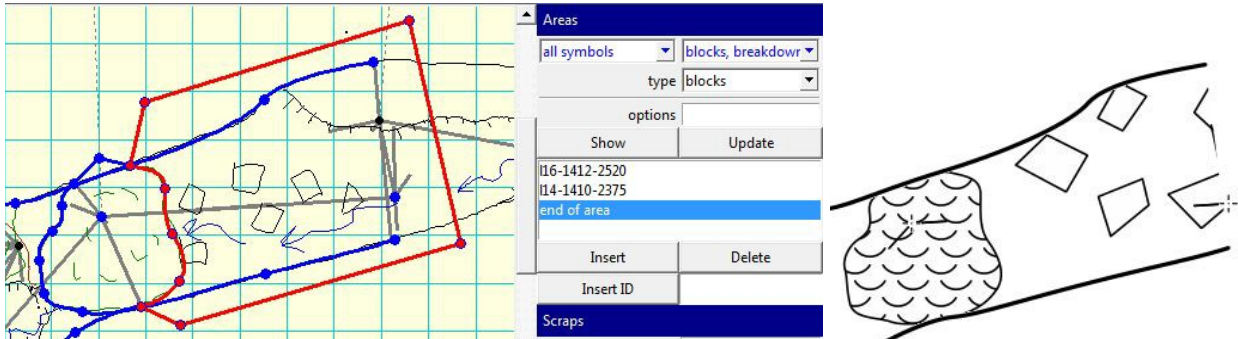 Areas
all symbols
blocks, breakdowr
type blocks
options
Show
Update
l16-1412-2520
l14-1410-2375
end of area
Insert
Delete
Insert ID
Scraps